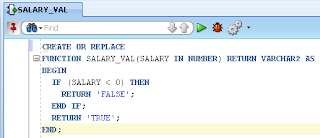 SALARY_VAL
Find
CREATE OR REPLACE
FUNCTION SALARY_VAL(SALARY IN NUMBER) RETURN VARCHAR2 AS
BEGIN
IF (SALARY < 0) THEN
RETURN 'FALSE';
END IF;
RETURN 'TRUE';
END;